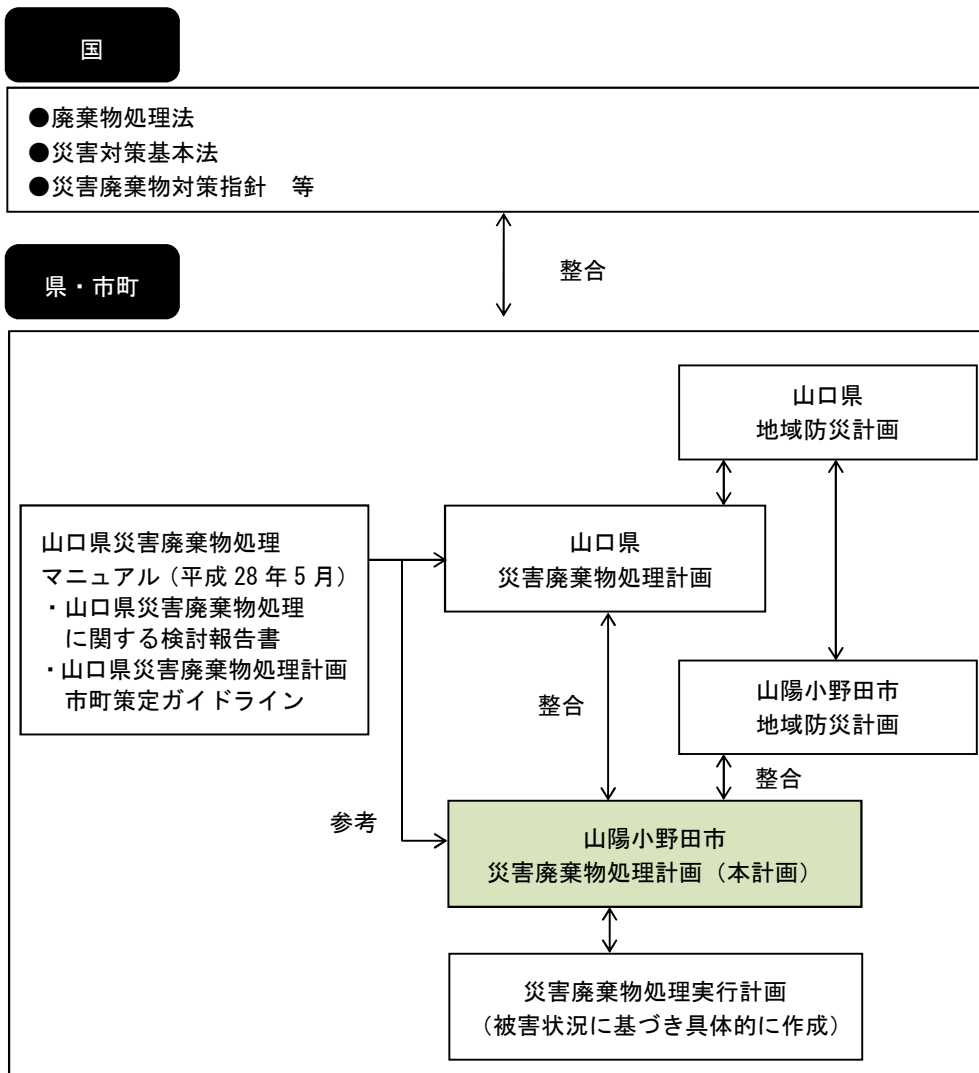 国
●廃棄物処理法
●災害対策基本法
●災害廃棄物対策指針　等
整合
県・市町
山口県
地域防災計画
山口県災害廃棄物処理
マニュアル（平成 28 年 5 月）
・山口県災害廃棄物処理
に関する検討報告書
・山口県災害廃棄物処理計画
市町策定ガイドライン
山口県
災害廃棄物処理計画
整合
山陽小野田市
地域防災計画
整合
参考
山陽小野田市
災害廃棄物処理計画（本計画）
災害廃棄物処理実行計画
（被害状況に基づき具体的に作成）